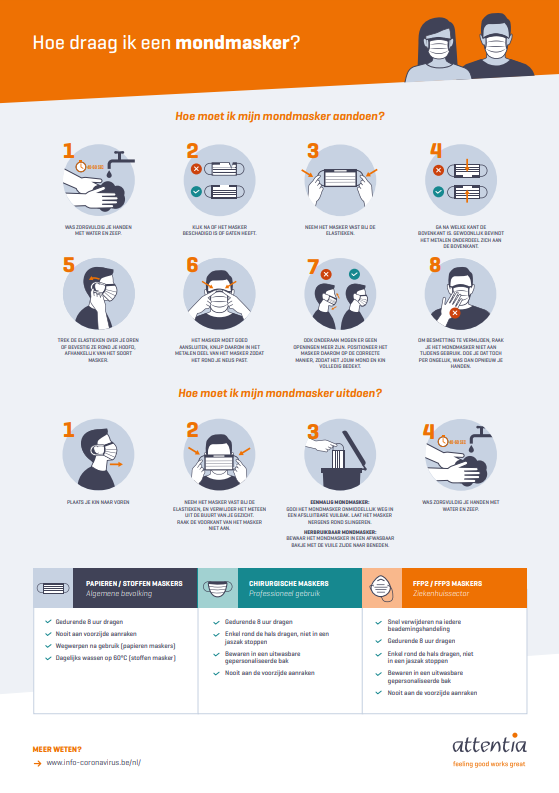 Hoe draag ik een mondmasker?
Hoe moet ik mijn mondmasker aandoen?
1
WAS ZORGVULDIG JE HANDEN
MET WATER EN ZEEP.
2
KIJK NA OF HET MASKER
BESCHADIGD IS OF GATEN HEEFT.
3
NEEM HET MASKER VAST BIJ DE
ELASTIEKEN.
4
GA NA WELKE KANT DE
BOVENKANT IS. GEWOONLIJK BEVINDT
HET METALEN ONDERDEEL ZICH AAN
DE BOVENKANT.
5
TREK DE ELASTIEKEN OVER JE OREN
OF BEVESTIG ZE ROND JE HOOFD,
AFHANKELIJK VAN HET SOORT
MASKER.
6
HET MASKER MOET GOED
AANSLUITEN, KNIJP DAAROM IN HET
METALEN DEEL VAN HET MASKER ZODAT
HET ROND JE NEUS PAST.
7
OOK ONDERAAN MOGEN ER GEEN
OPENINGEN MEER ZIJN. POSITIONEER HET
MASKER DAAROM OP DE CORRECTE
MANIER, ZODAT HET JOUW MOND EN KIN
VOLLEDIG BEDEKT.
8
OM BESMETTING TE VERMIJDEN, RAAK
JE HET MONDMASKER NIET AAN
TIJDENS GEBRUIK. DOE JE DAT TOCH
PER ONGELUK, WAS DAN OPNIEUW JE
HANDEN.
Hoe moet ik mijn mondmasker uitdoen?
1
PLAATS JE KIN NAAR VOREN
2
NEEM HET MASKER VAST BIJ DE
ELASTIEKEN, EN VERWIJDER HET METEEN
UIT DE BUURT VAN JE GEZICHT.
RAAK DE VOORKANT VAN HET MASKER
NIET AAN.
3
EENMALIG MONDMASKER:
GOOI HET MONDMASKER ONMIDDELLIJK WEG IN
EEN AFSLUITBARE VUILBAK. LAAT HET MASKER
NERGENS ROND SLINGEREN.
HERBRUIKBAAR MONDMASKER:
BEWAAR HET MONDMASKER IN EEN AFWASBAAR
BAKJE MET DE VUILE ZIJDE NAAR BENEDEN.
4
WAS ZORGVULDIG JE HANDEN MET
WATER EN ZEEP.
PAPIEREN / STOFFEN MASKERS
Algemene bevolking
Gedurende 8 uur dragen
Nooit aan voorzijde aanraken
Wegwerpen na gebruik (papieren maskers)
Dagelijks wassen op 60°C (stoffen masker)
CHIRURGISCHE MASKERS
Professioneel gebruik
Gedurende 8 uur dragen
Enkel rond de hals dragen, niet in een
jaszak stoppen
Bewaren in een uitwasbare
gepersonaliseerde bak
Nooit aan de voorzijde aanraken
FFP2 / FFP3 MASKERS
Ziekenhuissector
Snel verwijderen na iedere
beademingshandeling
Gedurende 8 uur dragen
Enkel rond de hals dragen, niet
in een jaszak stoppen
Bewaren in een uitwasbare
gepersonaliseerde bak
Nooit aan de voorzijde aanraken
MEER WETEN?
www.info-coronavirus.be/nl/
attentia
feeling good works great